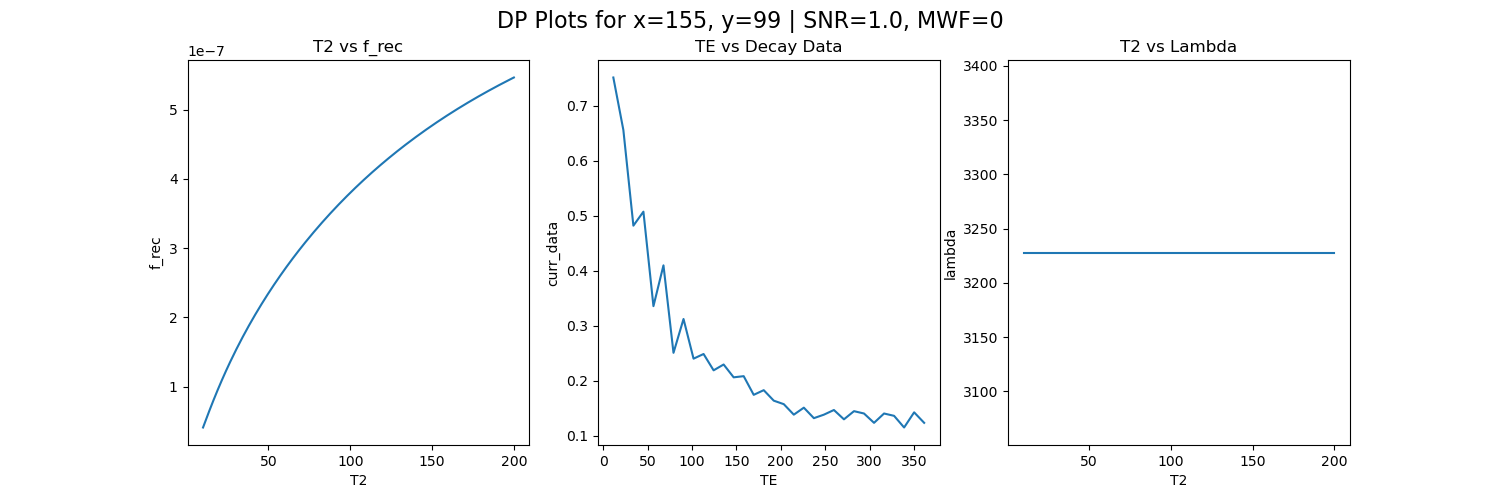 DP Plots for x=155, y=99 | SNR=1.0, MWF=0
T2 vs f_rec
1e−7
5
4
3
2
1
f_rec
50 100 150 200
T2
TE vs Decay Data
0.7
0.6
0.5
0.4
0.3
0.2
0.1
curr_data
0 50 100 150 200 250 300 350
TE
T2 vs Lambda
3400
3350
3300
3250
3200
3150
3100
lambda
50 100 150 200
T2